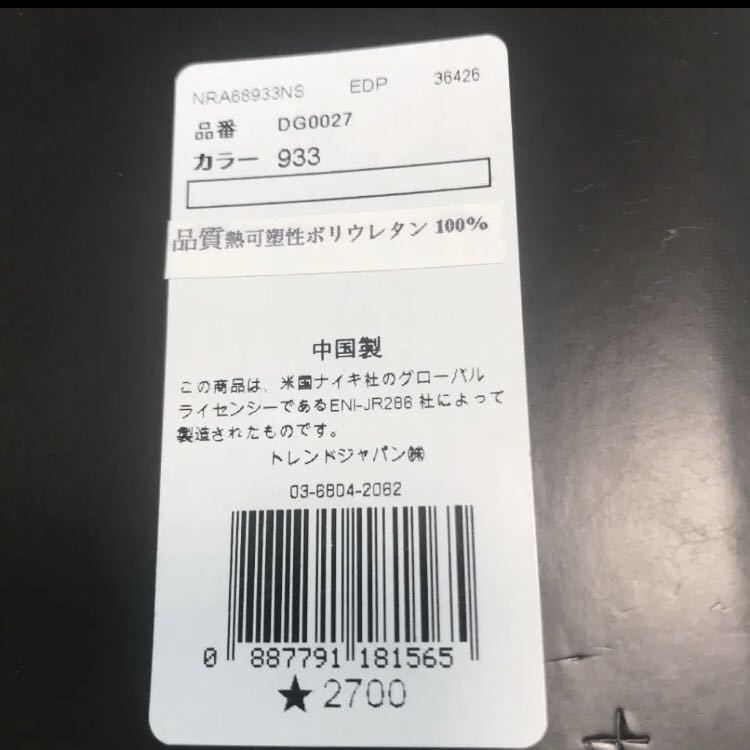 NRA68933NS EDP 36426
品番 DG0027
カラー 933
品質熱可塑性ポリウレタン 100%
中国製
この商品は、米国ナイキ社のグローバル
ライセンシーであるENI-JR286 社によって
製造されたものです。
トレンドジャパン㈱
03-6804-2062
0 887791 181565
★2700